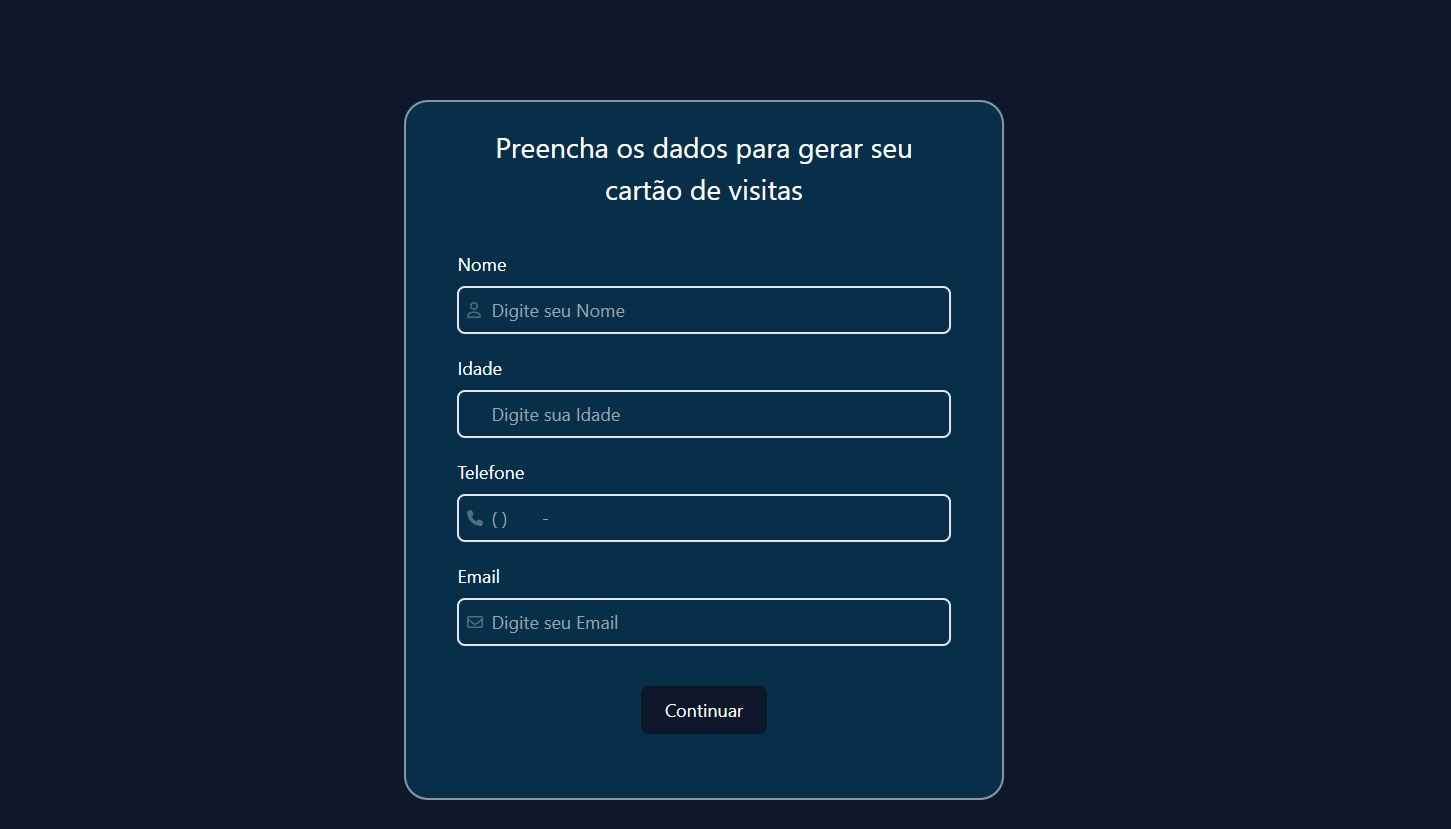 Preencha os dados para gerar seu
cartão de visitas
Nome
Digite seu Nome
Idade
Digite sua Idade
Telefone
( ) -
Email
Digite seu Email
Continuar